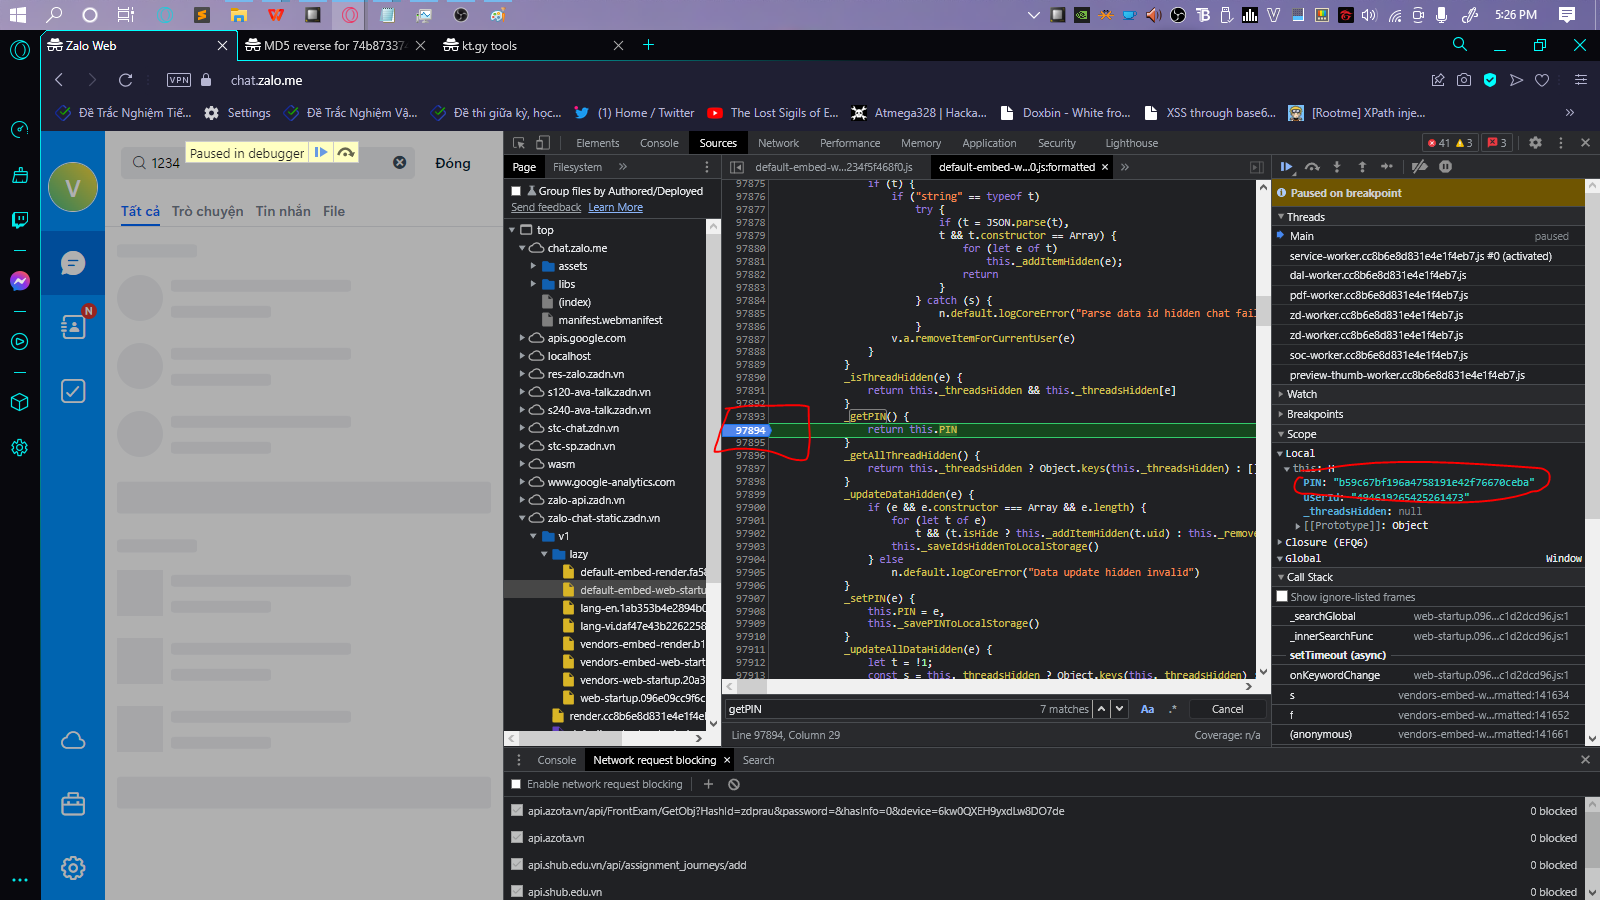 5:26 PM
Zalo Web
MD5 reverse for 74b87337
kt.gy tools
VPN
chat.zalo.me
Đề Trắc Nghiệm Tiế...
Settings
Đề Trắc Nghiệm Vậ...
Đề thi giữa kỳ, học...
(1) Home / Twitter
The Lost Sigils of E...
Atmega328 | Hacka...
Doxbin - White fro...
XSS through base6...
[Rootme] XPath inje...
V
1234
Paused in debugger
Đóng
Tất cả Trò chuyện Tin nhắn File
N
Elements Console Sources Network Performance Memory Application Security Lighthouse
41 3 3
Page Filesystem
Group files by Authored/Deployed
Send feedback Learn More
top
chat.zalo.me
assets
libs
(index)
manifest.webmanifest
apis.google.com
localhost
res-zalo.zadn.vn
s120-ava-talk.zadn.vn
s240-ava-talk.zadn.vn
stc-chat.zdn.vn
stc-sp.zadn.vn
wasm
www.google-analytics.com
zalo-api.zadn.vn
zalo-chat-static.zadn.vn
v1
lazy
default-embed-render.fa58
default-embed-web-startu
lang-en.1ab353b4e2894b0
lang-vi.daf47e43b2262258
vendors-embed-render.b1
vendors-embed-web-start
vendors-web-startup.20a3
web-startup.096e09cc9f6c
render.cc8b6e8d831e4e1f4e
default-embed-w...234f5f468f0.js
default-embed-w...0.js:formatted
97875 if (t) {
97876 if ("string" == typeof t)
97877 try {
97878 if (t = JSON.parse(t),
97879 t && t.constructor == Array) {
97880 for (let e of t)
97881 this._addItemHidden(e);
97882 return
97883 }
97884 } catch (s) {
97885 n.default.logCoreError("Parse data id hidden chat fai
97886 }
97887 v.a.removeItemForCurrentUser(e)
97888 }
97889 }
97890 _isThreadHidden(e) {
97891 return this._threadsHidden && this._threadsHidden[e]
97892 }
97893 _getPIN() {
97894 return this.PIN
97895 }
97896 _getAllThreadHidden() {
97897 return this._threadsHidden ? Object.keys(this._threadsHidden) : []
97898 }
97899 _updateDataHidden(e) {
97900 if (e && e.constructor === Array && e.length) {
97901 for (let t of e)
97902 t && (t.isHide ? this._addItemHidden(t.uid) : this._remove
97903 this._saveIdsHiddenToLocalStorage()
97904 } else
97905 n.default.logCoreError("Data update hidden invalid")
97906 }
97907 _setPIN(e) {
97908 this.PIN = e,
97909 this._savePINToLocalStorage()
97910 }
97911 _updateAllDataHidden(e) {
97912 let t = !1;
97913 const s = this._threadsHidden ? Object.keys(this._threadsHidden)
getPIN 7 matches Aa .* Cancel
Line 97894, Column 29 Coverage: n/a
Paused on breakpoint
Threads
Main paused
service-worker.cc8b6e8d831e4e1f4eb7.js #0 (activated)
dal-worker.cc8b6e8d831e4e1f4eb7.js
pdf-worker.cc8b6e8d831e4e1f4eb7.js
zd-worker.cc8b6e8d831e4e1f4eb7.js
zd-worker.cc8b6e8d831e4e1f4eb7.js
soc-worker.cc8b6e8d831e4e1f4eb7.js
preview-thumb-worker.cc8b6e8d831e4e1f4eb7.js
Watch
Breakpoints
Scope
Local
this: H
PIN: "b59c67bf196a4758191e42f76670ceba"
userId: "494619265425261473"
_threadsHidden: null
[[Prototype]]: Object
Closure (EFQ6)
Global Window
Call Stack
Show ignore-listed frames
_searchGlobal web-startup.096...c1d2dcd96.js:1
_innerSearchFunc web-startup.096...c1d2dcd96.js:1
setTimeout (async)
onKeywordChange web-startup.096...c1d2dcd96.js:1
s vendors-embed-w...rmatted:141634
f vendors-embed-w...rmatted:141652
(anonymous) vendors-embed-w...rmatted:141661
Console Network request blocking Search
Enable network request blocking
api.azota.vn/api/FrontExam/GetObj?HashId=zdprau&password=&hasInfo=0&device=6kw0QXEH9yxdLw8DO7de 0 blocked
api.azota.vn 0 blocked
api.shub.edu.vn/api/assignment_journeys/add 0 blocked
api.shub.edu.vn 0 blocked